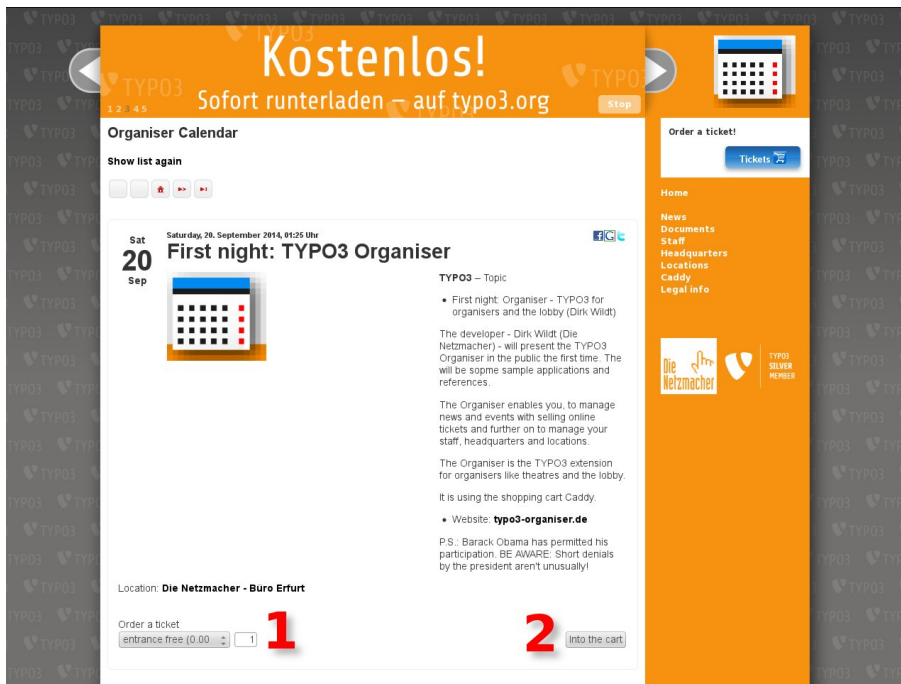 Kostenlos!
Sofort runterladen – auf typo3.org
1 2 3 4 5
Stop
Organiser Calendar
Show list again
Order a ticket!
Tickets
Home
News
Documents
Staff
Headquarters
Locations
Caddy
Legal info
Die
Netzmacher
TYPO3
SILVER
MEMBER
Sat
20
Sep
Saturday, 20. September 2014, 01:25 Uhr
First night: TYPO3 Organiser
TYPO3 – Topic
• First night: Organiser - TYPO3 for
organisers and the lobby (Dirk Wildt)
The developer - Dirk Wildt (Die
Netzmacher) - will present the TYPO3
Organiser in the public the first time. The
will be sopme sample applications and
references.
The Organiser enables you, to manage
news and events with selling online
tickets and further on to manage your
staff, headquarters and locations.
The Organiser is the TYPO3 extension
for organisers like theatres and the lobby.
It is using the shopping cart Caddy.
• Website: typo3-organiser.de
P.S.: Barack Obama has permitted his
participation. BE AWARE: Short denials
by the president aren't unusually!
Location: Die Netzmacher - Büro Erfurt
Order a ticket
entrance free (0.00
1
1
2
Into the cart